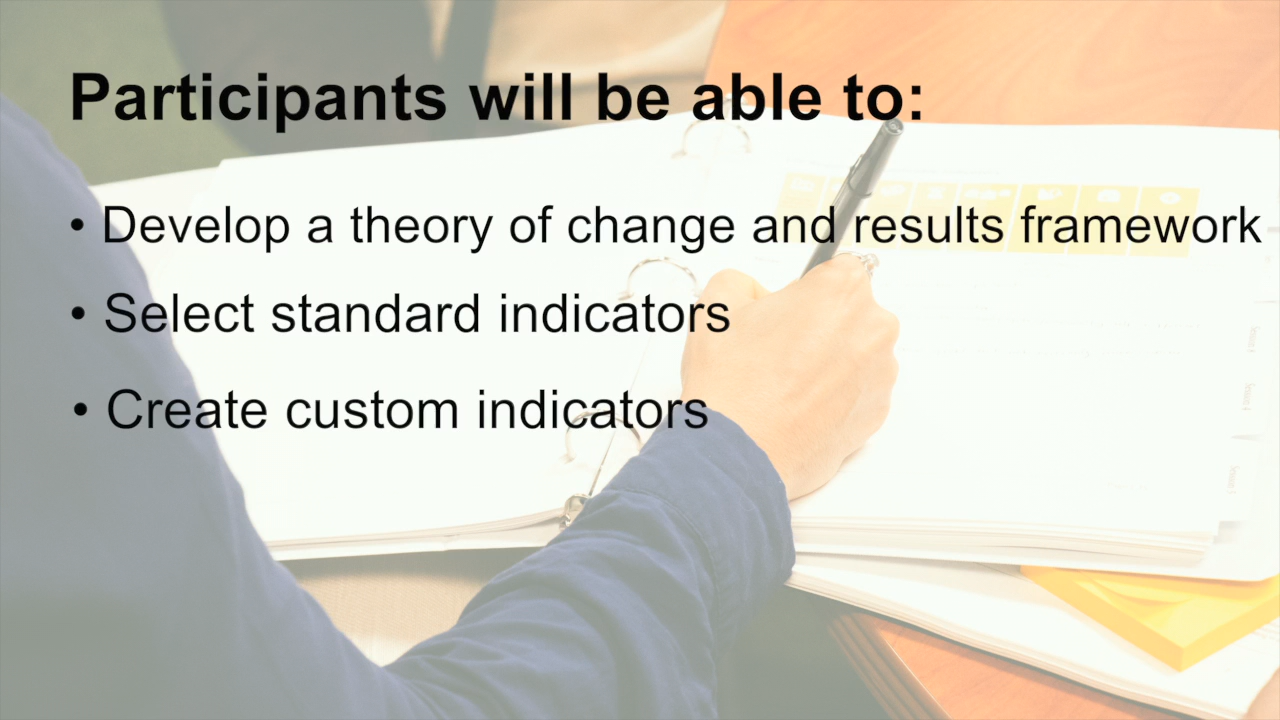 Participants will be able to:
• Develop a theory of change and results framework
• Select standard indicators
• Create custom indicators